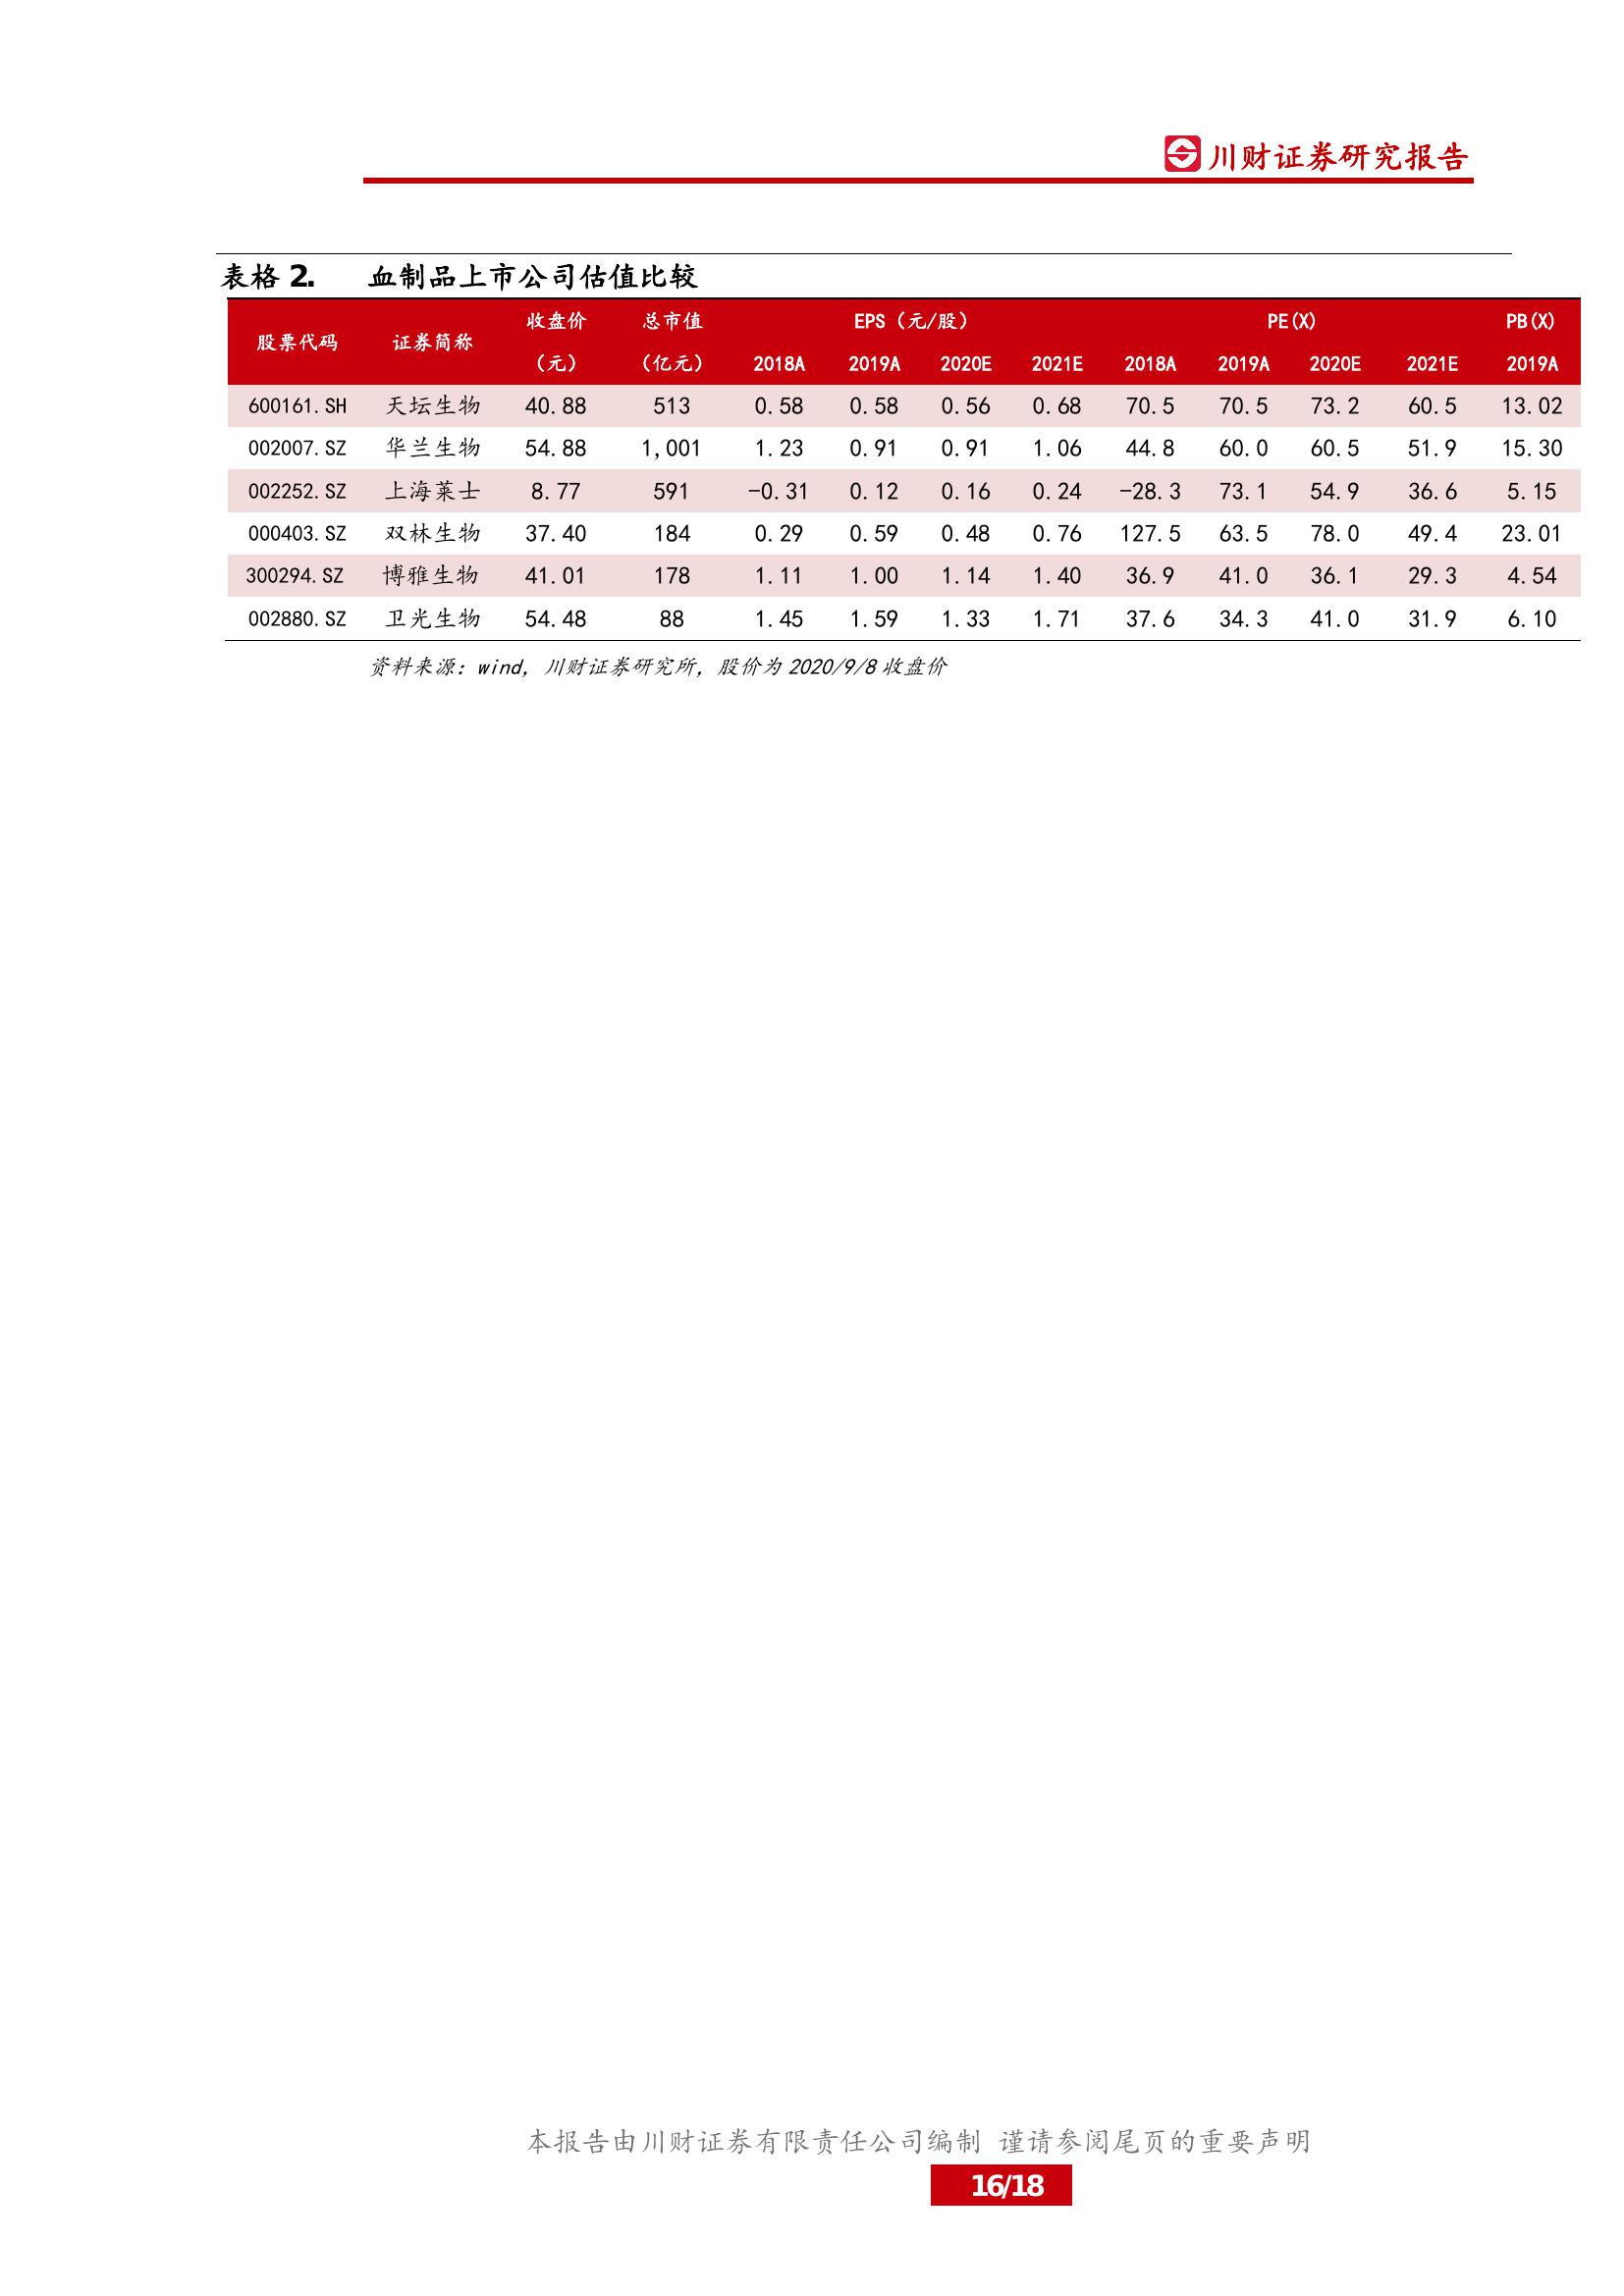 川财证券研究报告
表格 2. 血制品上市公司估值比较
股票代码 证券简称 收盘价（元） 总市值（亿元） EPS（元/股） PE(X) PB(X)
2018A 2019A 2020E 2021E 2018A 2019A 2020E 2021E 2019A
600161.SH 天坛生物 40.88 513 0.58 0.58 0.56 0.68 70.5 70.5 73.2 60.5 13.02
002007.SZ 华兰生物 54.88 1,001 1.23 0.91 0.91 1.06 44.8 60.0 60.5 51.9 15.30
002252.SZ 上海莱士 8.77 591 -0.31 0.12 0.16 0.24 -28.3 73.1 54.9 36.6 5.15
000403.SZ 双林生物 37.40 184 0.29 0.59 0.48 0.76 127.5 63.5 78.0 49.4 23.01
300294.SZ 博雅生物 41.01 178 1.11 1.00 1.14 1.40 36.9 41.0 36.1 29.3 4.54
002880.SZ 卫光生物 54.48 88 1.45 1.59 1.33 1.71 37.6 34.3 41.0 31.9 6.10
资料来源：wind，川财证券研究所，股价为 2020/9/8 收盘价
本报告由川财证券有限责任公司编制 谨请参阅尾页的重要声明
16/18